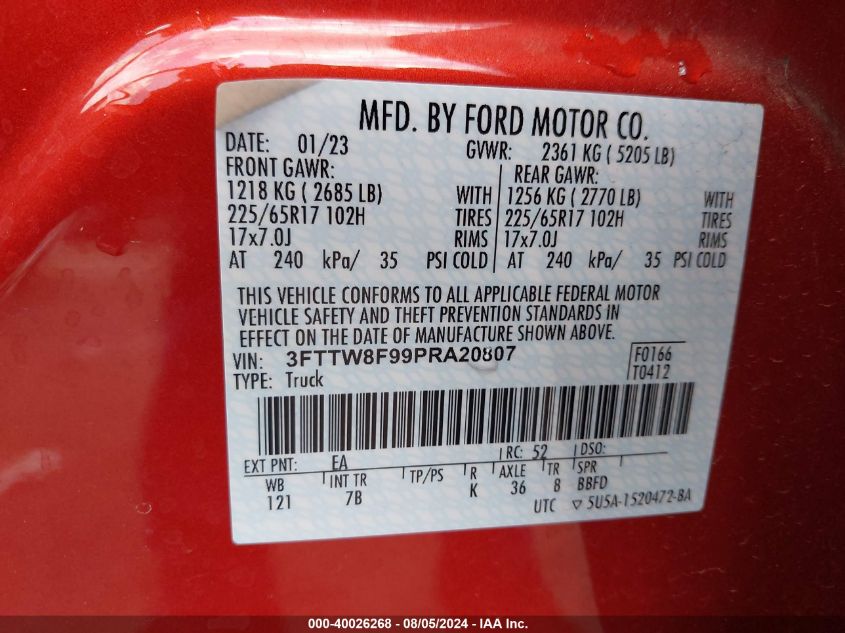 MFD. BY FORD MOTOR CO.
DATE: 01/23 GVWR: 2361 KG ( 5205 LB)
FRONT GAWR: REAR GAWR:
1218 KG ( 2685 LB) WITH 1256 KG ( 2770 LB) WITH
225/65R17 102H TIRES 225/65R17 102H TIRES
17x7.0J RIMS 17x7.0J RIMS
AT 240 kPa/ 35 PSI COLD AT 240 kPa/ 35 PSI COLD
THIS VEHICLE CONFORMS TO ALL APPLICABLE FEDERAL MOTOR
VEHICLE SAFETY AND THEFT PREVENTION STANDARDS IN
EFFECT ON THE DATE OF MANUFACTURE SHOWN ABOVE.
VIN: 3FTTW8F99PRA20807 F0166
TYPE: Truck T0412
EXT PNT: EA RC: 52 DSO:
WB INT TR TP/PS R AXLE TR SPR
121 7B K 36 8 BBFD
UTC ▽ 5U5A-1520472-BA
000-40026268 - 08/05/2024 - IAA Inc.